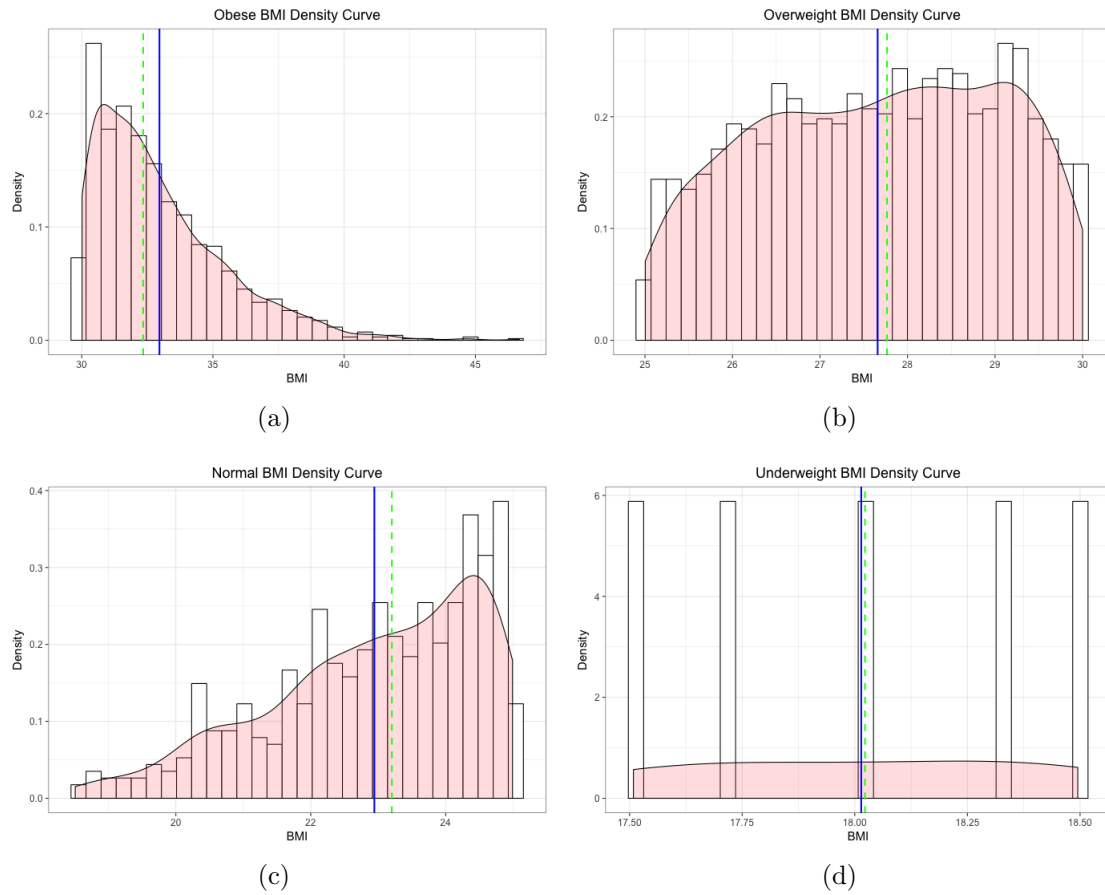 Obese BMI Density Curve
0.2
0.1
0.0
Density
30 35 40 45
BMI
(a)
Overweight BMI Density Curve
0.2
0.1
0.0
Density
25 26 27 28 29 30
BMI
(b)
Normal BMI Density Curve
0.4
0.3
0.2
0.1
0.0
Density
20 22 24
BMI
(c)
Underweight BMI Density Curve
6
4
2
0
Density
17.50 17.75 18.00 18.25 18.50
BMI
(d)